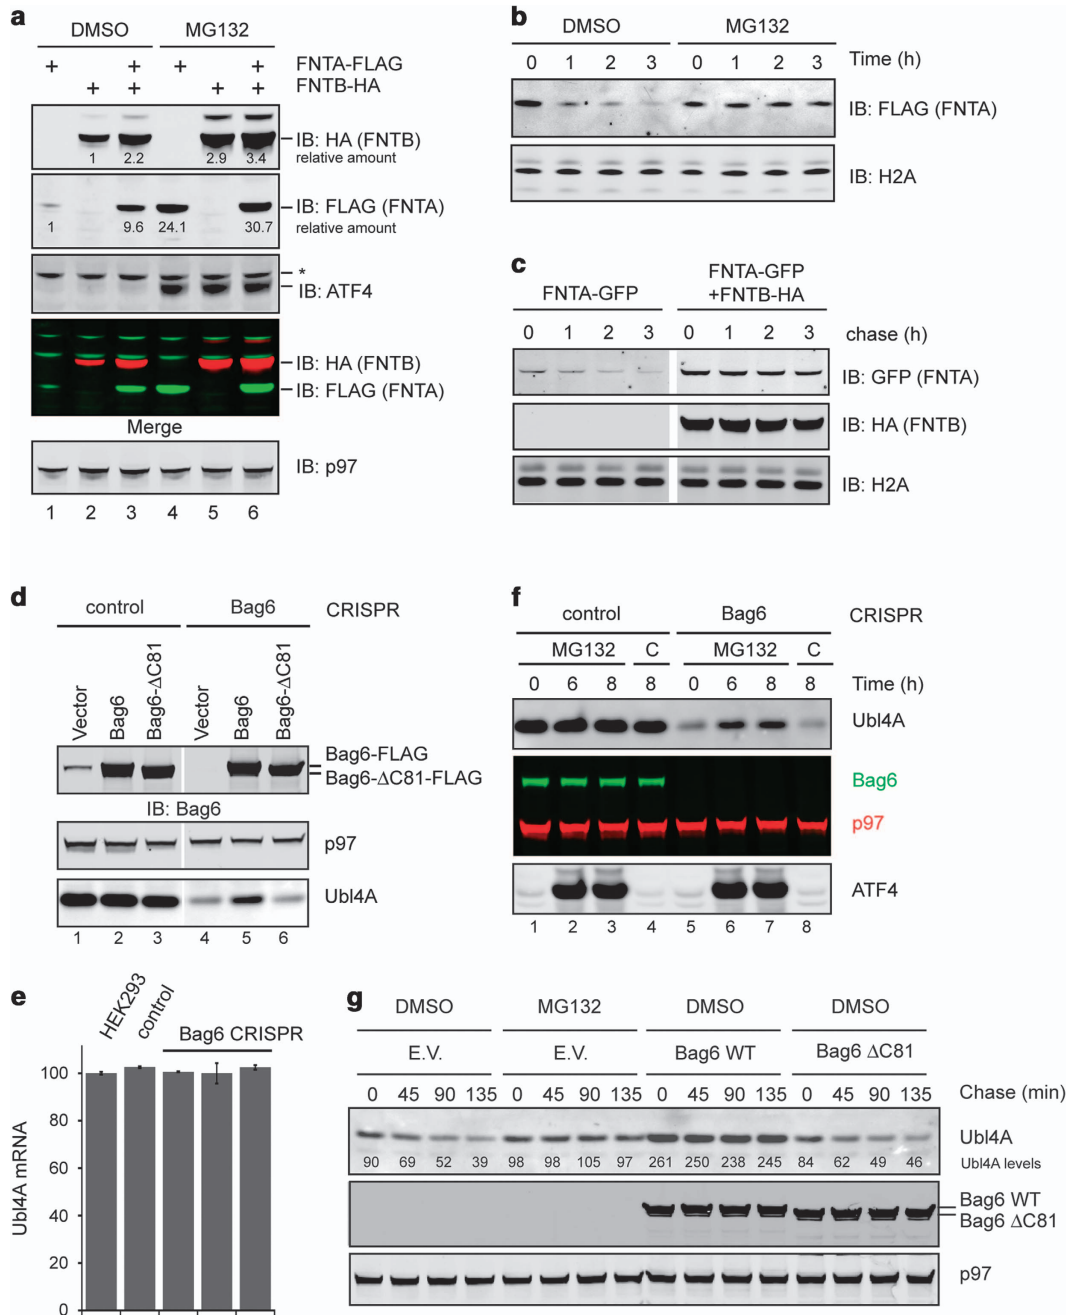 a
DMSO MG132
+ + + + FNTA-FLAG
+ + + + FNTB-HA
IB: HA (FNTB)
1 2.2 2.9 3.4 relative amount
IB: FLAG (FNTA)
1 9.6 24.1 30.7 relative amount
*
IB: ATF4
IB: HA (FNTB)
IB: FLAG (FNTA)
Merge
IB: p97
1 2 3 4 5 6
b
DMSO MG132
0 1 2 3 0 1 2 3 Time (h)
IB: FLAG (FNTA)
IB: H2A
c
FNTA-GFP
FNTA-GFP
+FNTB-HA
0 1 2 3 0 1 2 3 chase (h)
IB: GFP (FNTA)
IB: HA (FNTB)
IB: H2A
d
control Bag6 CRISPR
Vector Bag6 Bag6-ΔC81 Vector Bag6 Bag6-ΔC81
Bag6-FLAG
Bag6-ΔC81-FLAG
IB: Bag6
p97
Ubl4A
1 2 3 4 5 6
f
control Bag6 CRISPR
MG132 C MG132 C
0 6 8 8 0 6 8 8 Time (h)
Ubl4A
Bag6
p97
ATF4
1 2 3 4 5 6 7 8
e
HEK293
control
Bag6 CRISPR
Ubl4A mRNA
100
80
60
40
20
0
g
DMSO MG132 DMSO DMSO
E.V. E.V. Bag6 WT Bag6 ΔC81
0 45 90 135 0 45 90 135 0 45 90 135 0 45 90 135 Chase (min)
Ubl4A
90 69 52 39 98 98 105 97 261 250 238 245 84 62 49 46 Ubl4A levels
Bag6 WT
Bag6 ΔC81
p97